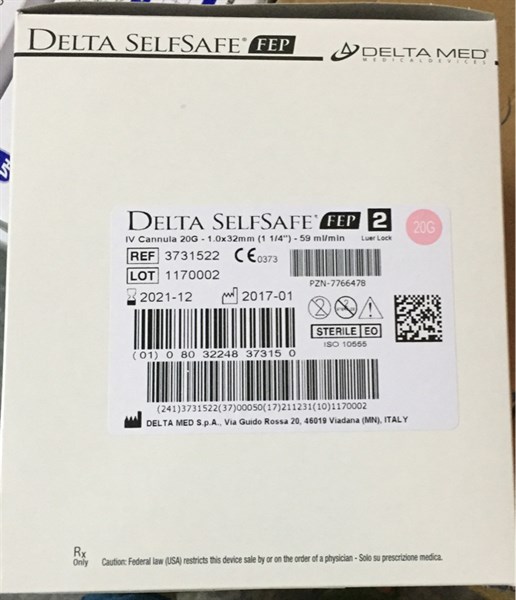 DELTA SELFSAFE® FEP
DELTA MED®
MEDICALDEVICES
DELTA SELFSAFE® FEP 2
Luer Lock
20G
IV Cannula 20G - 1.0x32mm (1 1/4") - 59 ml/min
REF 3731522 CE 0373
LOT 1170002
PZN-7766478
2021-12 2017-01
2
STERILE EO
ISO 10555
(01) 0 80 32248 37315 0
(241)3731522(37)00050(17)211231(10)1170002
DELTA MED S.p.A., Via Guido Rossa 20, 46019 Viadana (MN), ITALY
Rx
Only
Caution: Federal law (USA) restricts this device sale by or on the order of a physician - Solo su prescrizione medica.